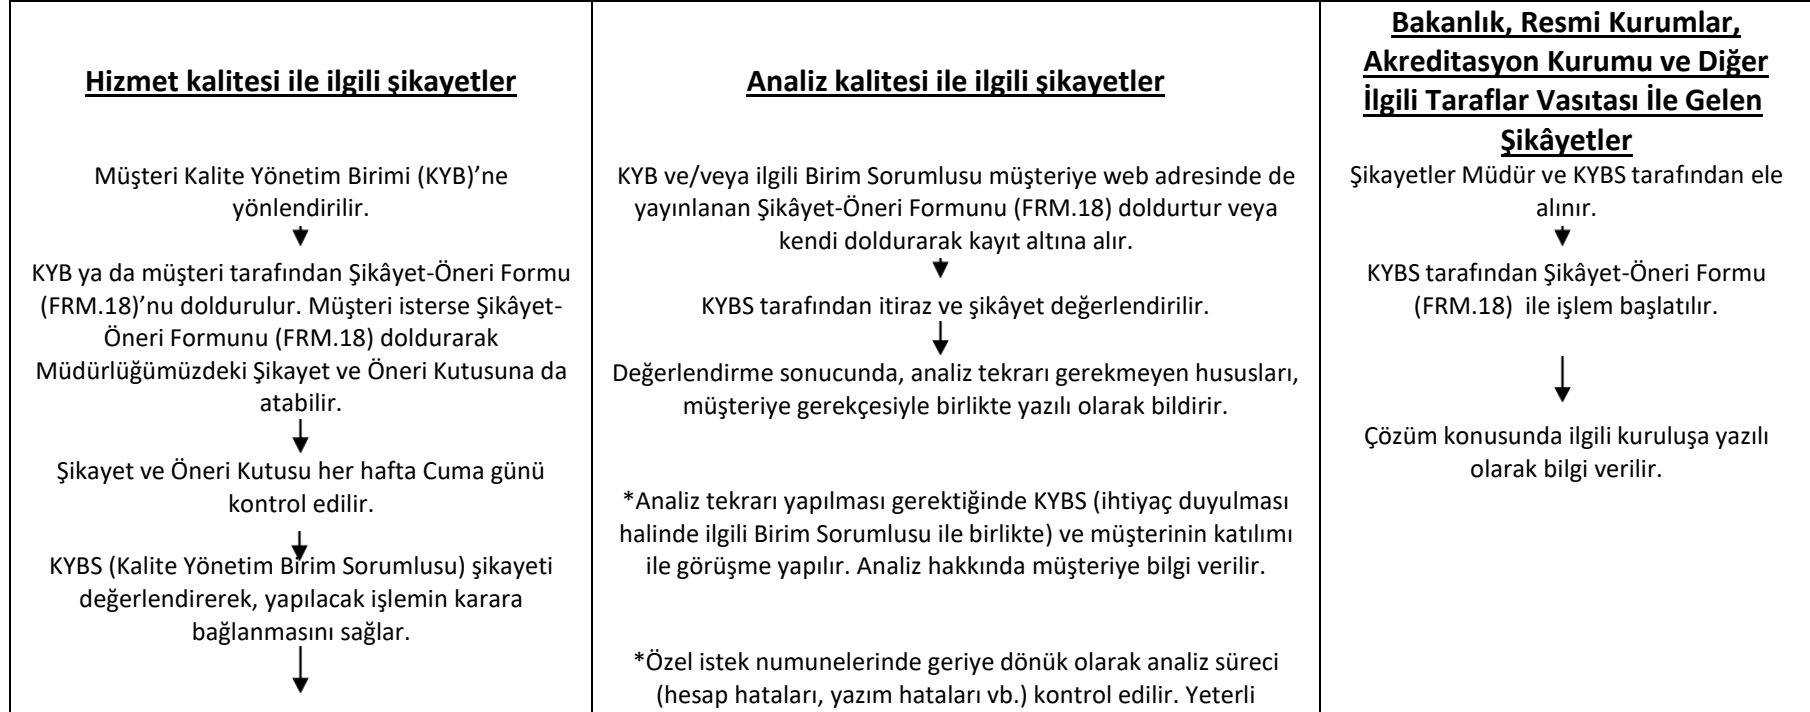 Hizmet kalitesi ile ilgili şikayetler
Müşteri Kalite Yönetim Birimi (KYB)’ne
yönlendirilir.
KYB ya da müşteri tarafından Şikâyet-Öneri Formu
(FRM.18)’nu doldurulur. Müşteri isterse Şikâyet-
Öneri Formunu (FRM.18) doldurarak
Müdürlüğümüzdeki Şikayet ve Öneri Kutusuna da
atabilir.
Şikayet ve Öneri Kutusu her hafta Cuma günü
kontrol edilir.
KYBS (Kalite Yönetim Birim Sorumlusu) şikayeti
değerlendirerek, yapılacak işlemin karara
bağlanmasını sağlar.
Analiz kalitesi ile ilgili şikayetler
KYB ve/veya ilgili Birim Sorumlusu müşteriye web adresinde de
yayınlanan Şikâyet-Öneri Formunu (FRM.18) doldurtur veya
kendi doldurarak kayıt altına alır.
KYBS tarafından itiraz ve şikâyet değerlendirilir.
Değerlendirme sonucunda, analiz tekrarı gerekmeyen hususları,
müşteriye gerekçesiyle birlikte yazılı olarak bildirir.
*Analiz tekrarı yapılması gerektiğinde KYBS (ihtiyaç duyulması
halinde ilgili Birim Sorumlusu ile birlikte) ve müşterinin katılımı
ile görüşme yapılır. Analiz hakkında müşteriye bilgi verilir.
*Özel istek numunelerinde geriye dönük olarak analiz süreci
(hesap hataları, yazım hataları vb.) kontrol edilir. Yeterli
Bakanlık, Resmi Kurumlar,
Akreditasyon Kurumu ve Diğer
İlgili Taraflar Vasıtası İle Gelen
Şikâyetler
Şikayetler Müdür ve KYBS tarafından ele
alınır.
KYBS tarafından Şikâyet-Öneri Formu
(FRM.18) ile işlem başlatılır.
Çözüm konusunda ilgili kuruluşa yazılı
olarak bilgi verilir.